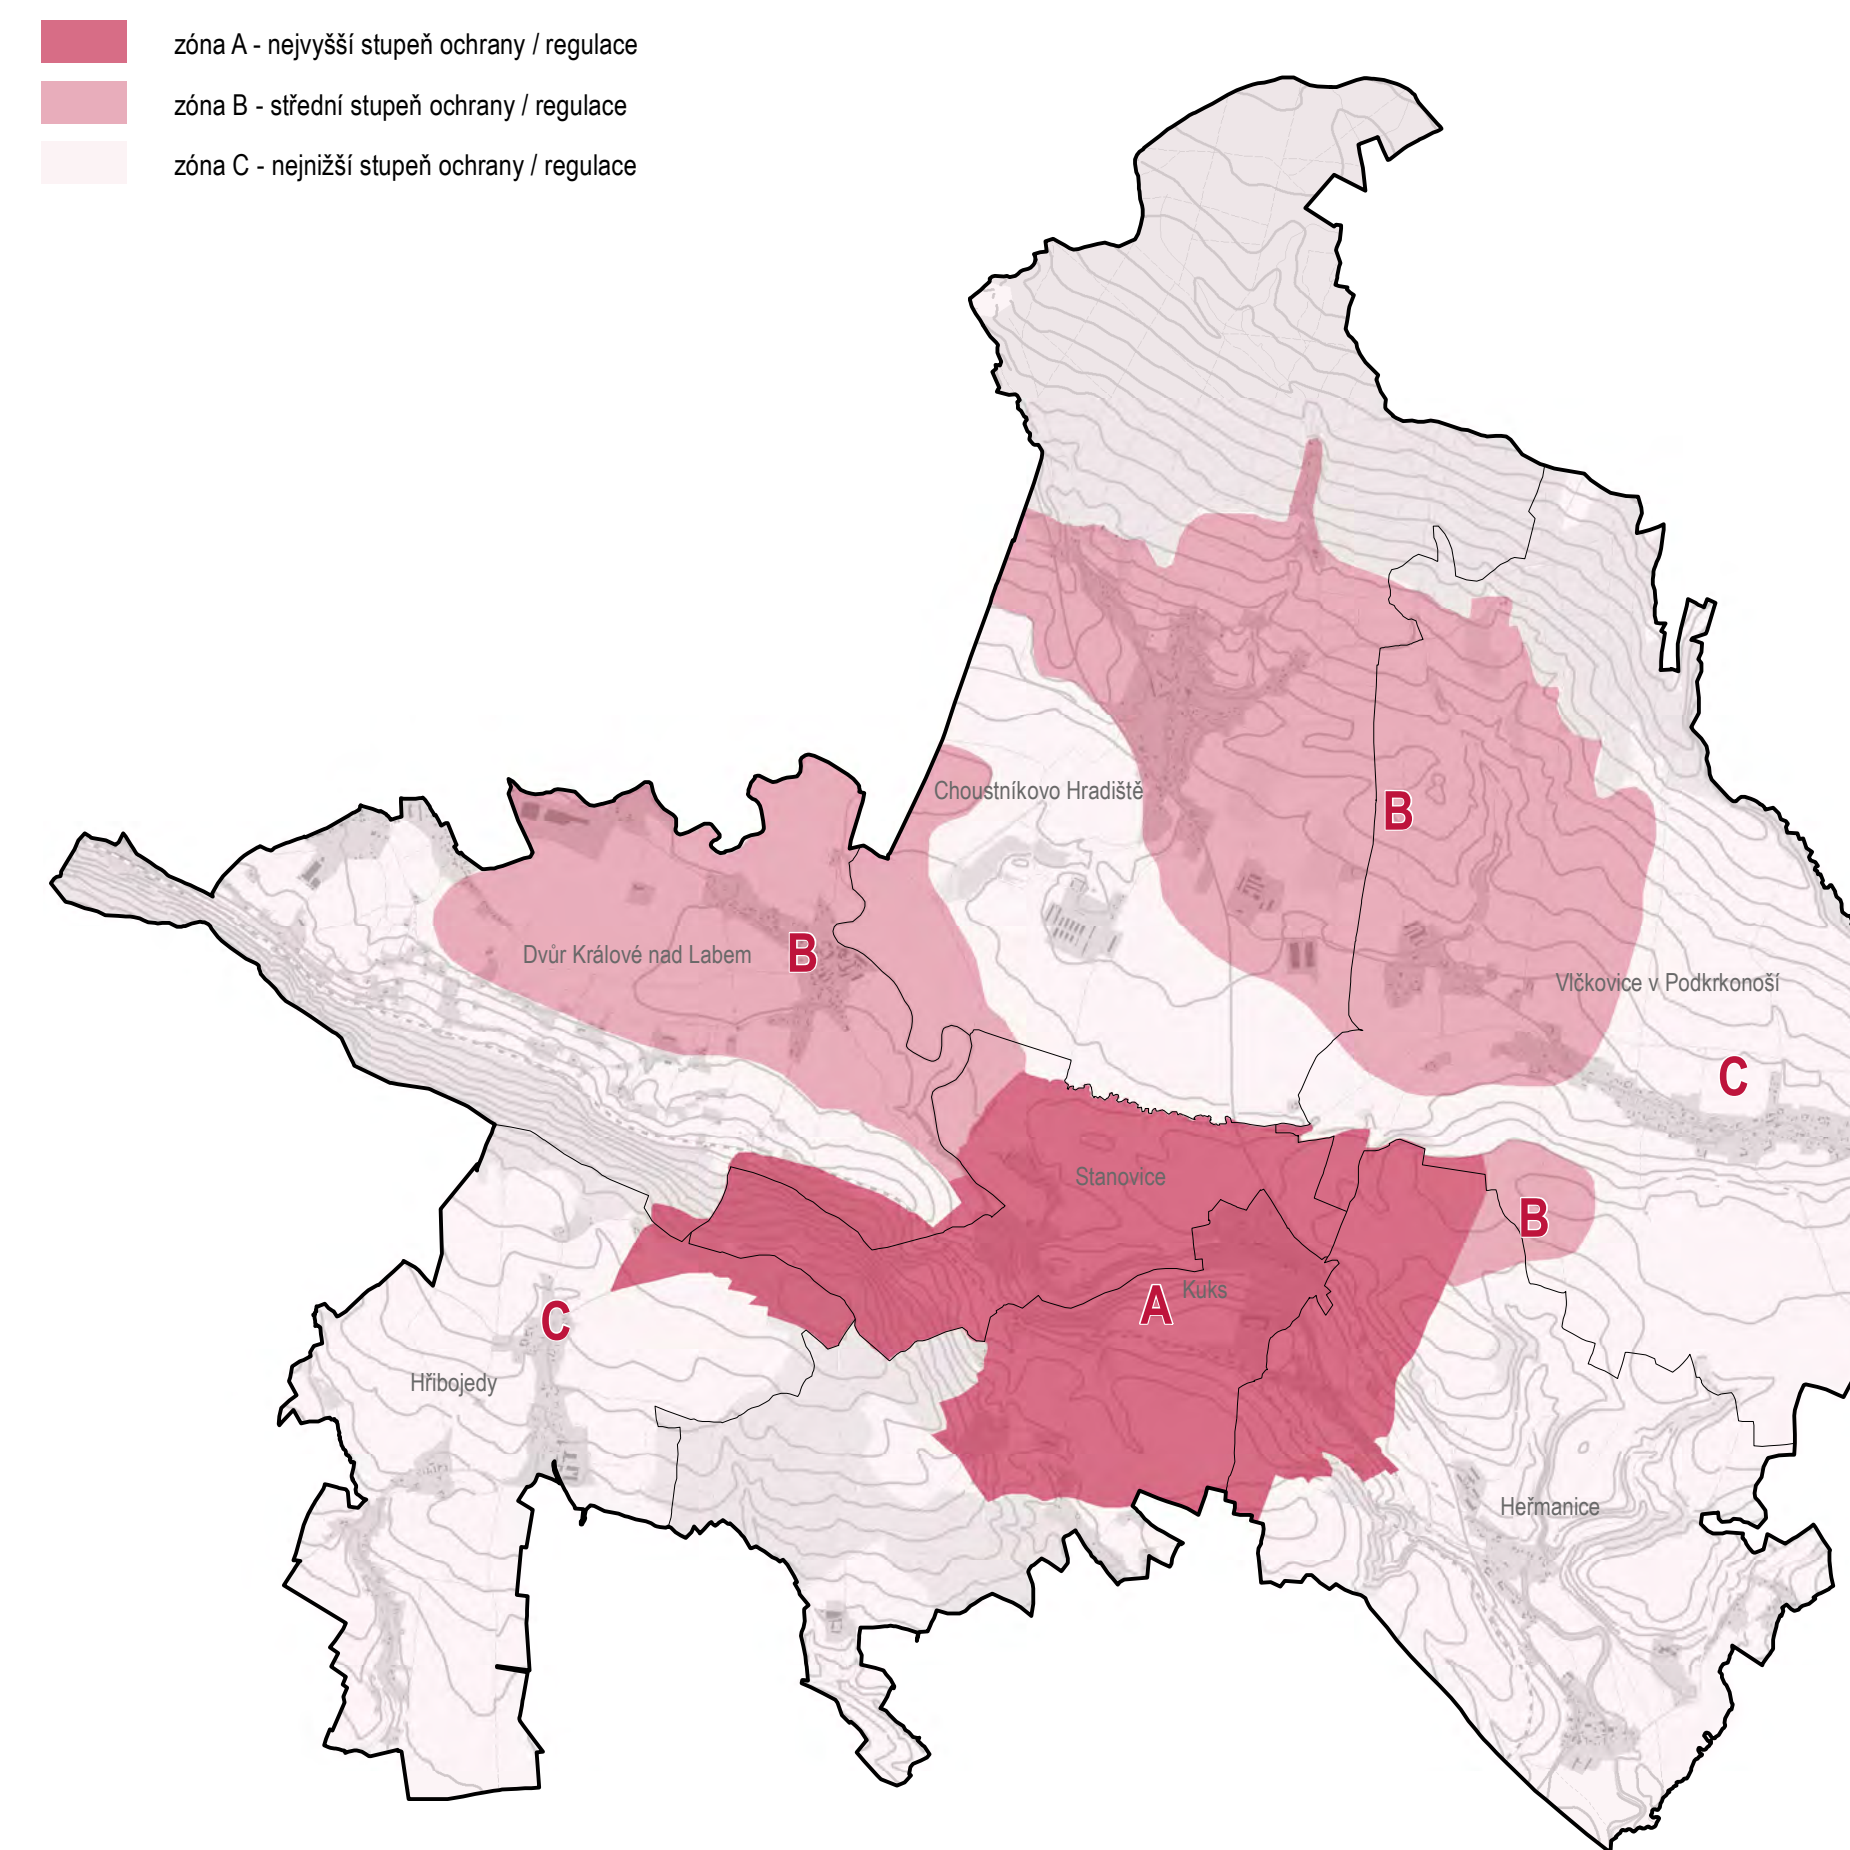 zóna A - nejvyšší stupeň ochrany / regulace
zóna B - střední stupeň ochrany / regulace
zóna C - nejnižší stupeň ochrany / regulace
Choustníkovo Hradiště
B
Dvůr Králové nad Labem
B
Vlčkovice v Podkrkonoší
C
Stanovice
B
Kuks
A
C
Hřibojedy
Heřmanice